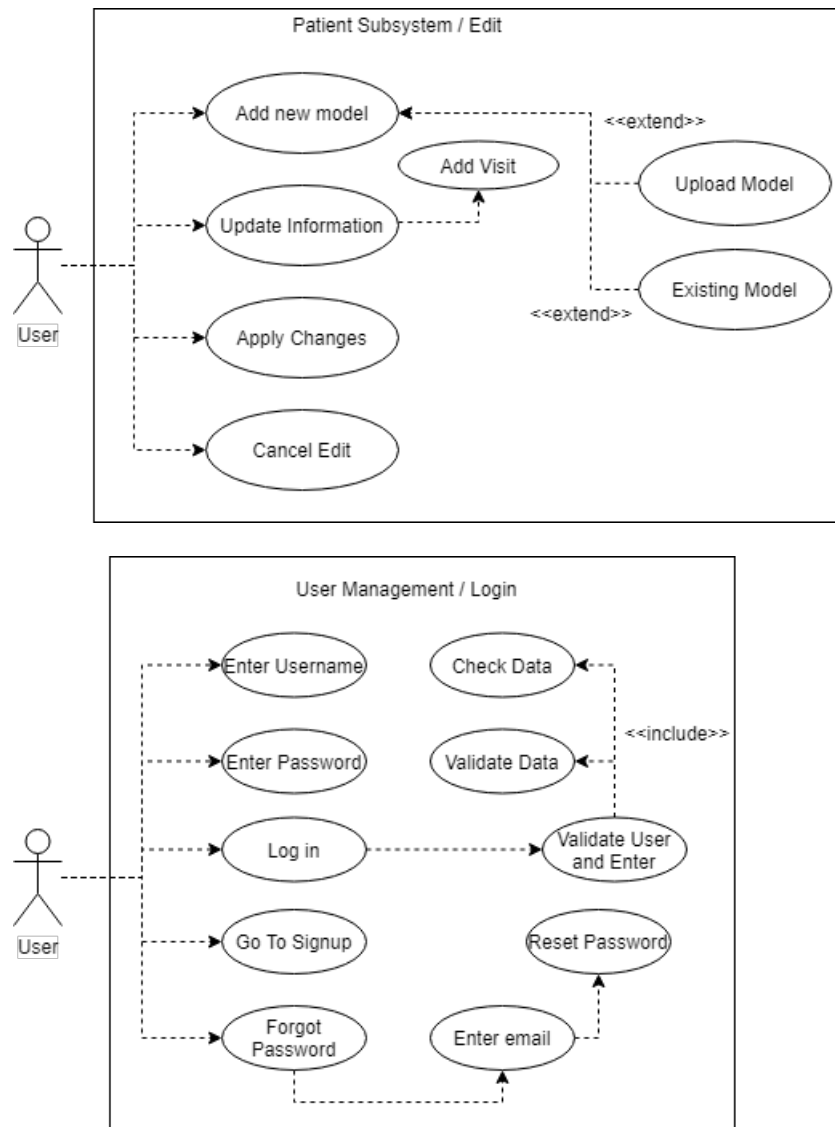 Patient Subsystem / Edit
Add new model
<<extend>>
Add Visit
Upload Model
Update Information
Existing Model
<<extend>>
User
Apply Changes
Cancel Edit
User Management / Login
Enter Username
Check Data
<<include>>
Enter Password
Validate Data
Log in
Validate User
and Enter
User
Go To Signup
Reset Password
Forgot
Password
Enter email